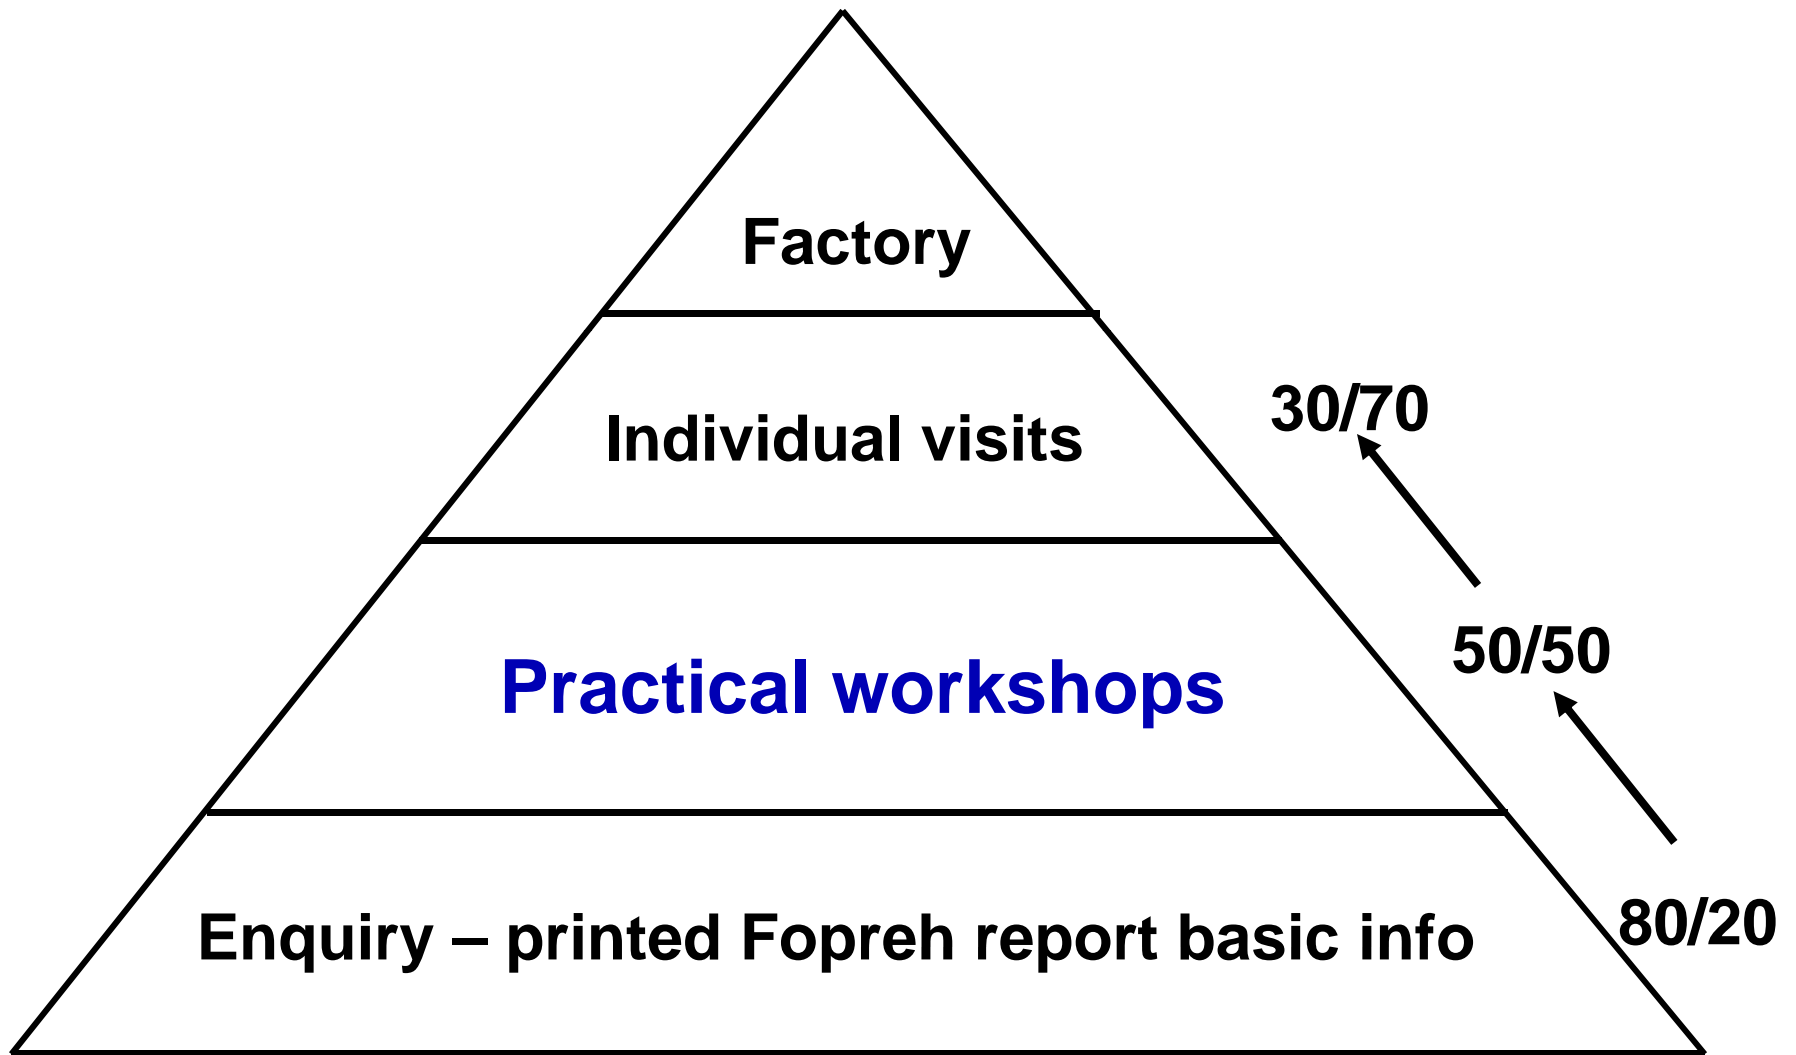 Factory
Individual visits
30/70
Practical workshops
50/50
Enquiry – printed Fopreh report basic info
80/20